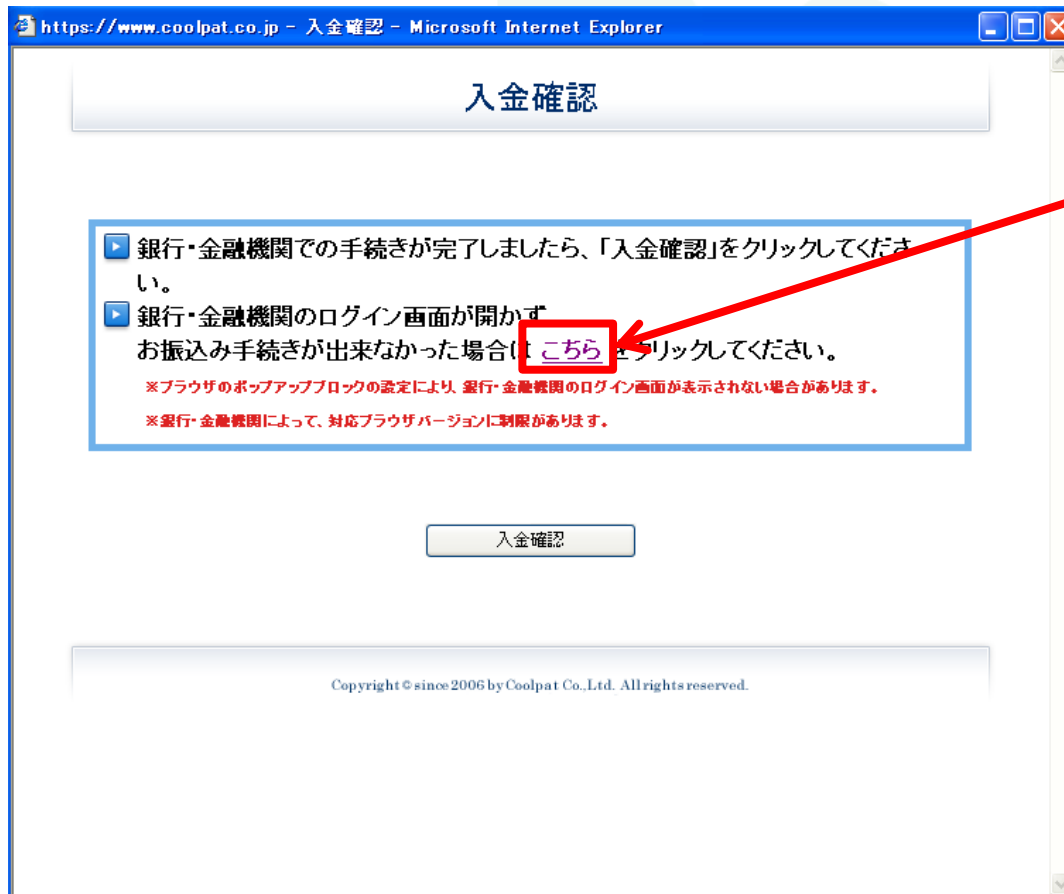 https://www.coolpat.co.jp - 入金確認 - Microsoft Internet Explorer
入金確認
銀行・金融機関での手続きが完了しましたら、「入金確認」をクリックしてくださ
い。
銀行・金融機関のログイン画面が開かず
お振込み手続きが出来なかった場合は こちら をクリックしてください。
※ブラウザのポップアップブロックの設定により、銀行・金融機関のログイン画面が表示されない場合があります。
※銀行・金融機関によって、対応ブラウザバージョンに制限があります。
入金確認
Copyright © since 2006 by Coolpat Co.,Ltd. All rights reserved.